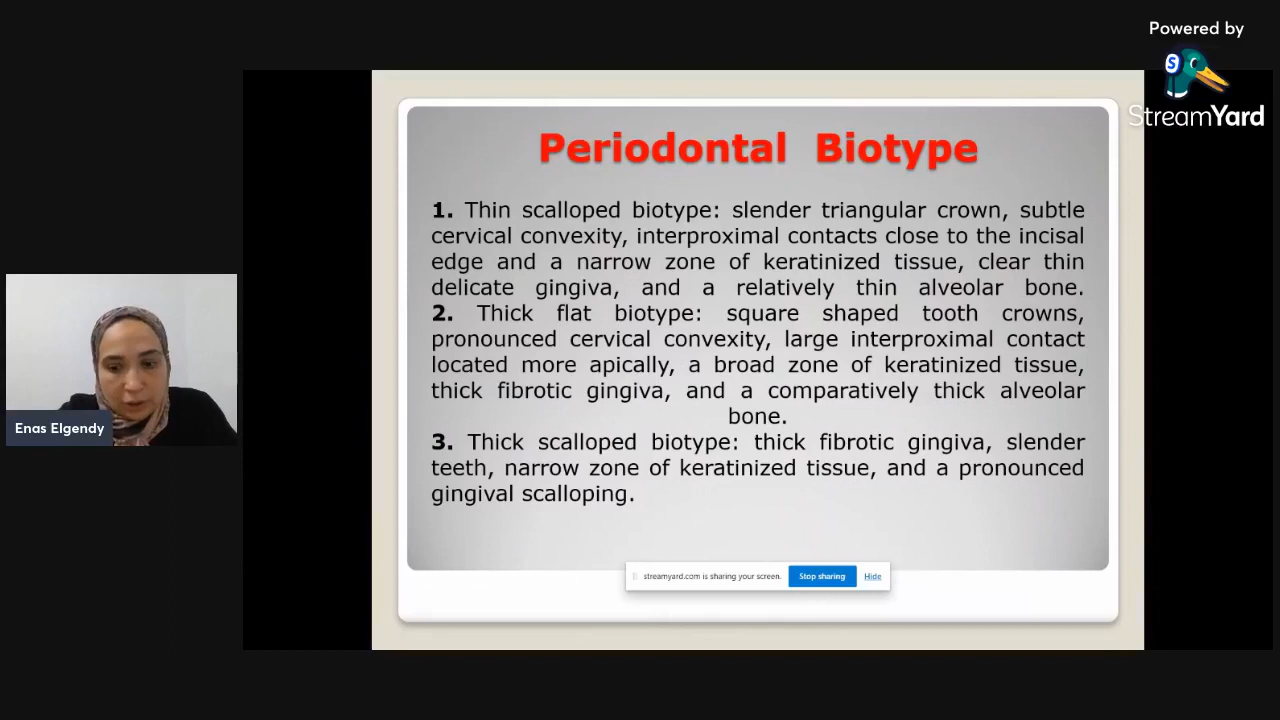 Powered by
S
StreamYard
Periodontal Biotype
1. Thin scalloped biotype: slender triangular crown, subtle
cervical convexity, interproximal contacts close to the incisal
edge and a narrow zone of keratinized tissue, clear thin
delicate gingiva, and a relatively thin alveolar bone.
2. Thick flat biotype: square shaped tooth crowns,
pronounced cervical convexity, large interproximal contact
located more apically, a broad zone of keratinized tissue,
thick fibrotic gingiva, and a comparatively thick alveolar
bone.
3. Thick scalloped biotype: thick fibrotic gingiva, slender
teeth, narrow zone of keratinized tissue, and a pronounced
gingival scalloping.
Enas Elgendy
streamyard.com is sharing your screen. Stop sharing Hide